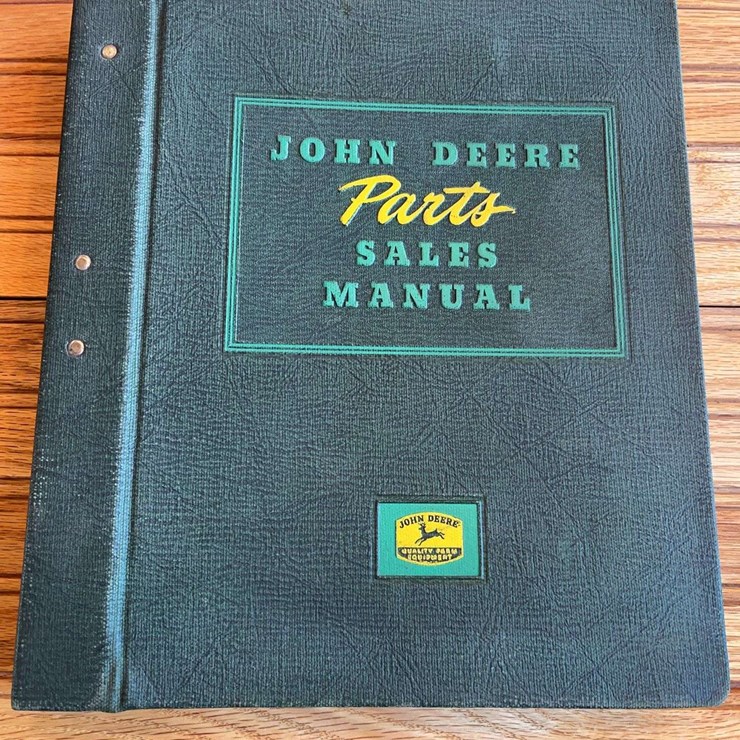 JOHN DEERE
Parts
SALES
MANUAL
JOHN DEERE
QUALITY FARM
EQUIPMENT